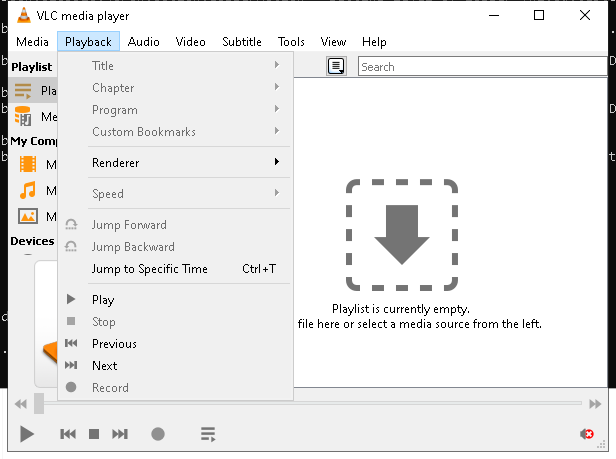 VLC media player
Media Playback Audio Video Subtitle Tools View Help
Playlist
Search
Title
Chapter
Program
Custom Bookmarks
My Comp
Renderer
Speed
Jump Forward
Jump Backward
Devices
Jump to Specific Time Ctrl+T
Play
Stop
Previous
Next
Record
Playlist is currently empty.
file here or select a media source from the left.